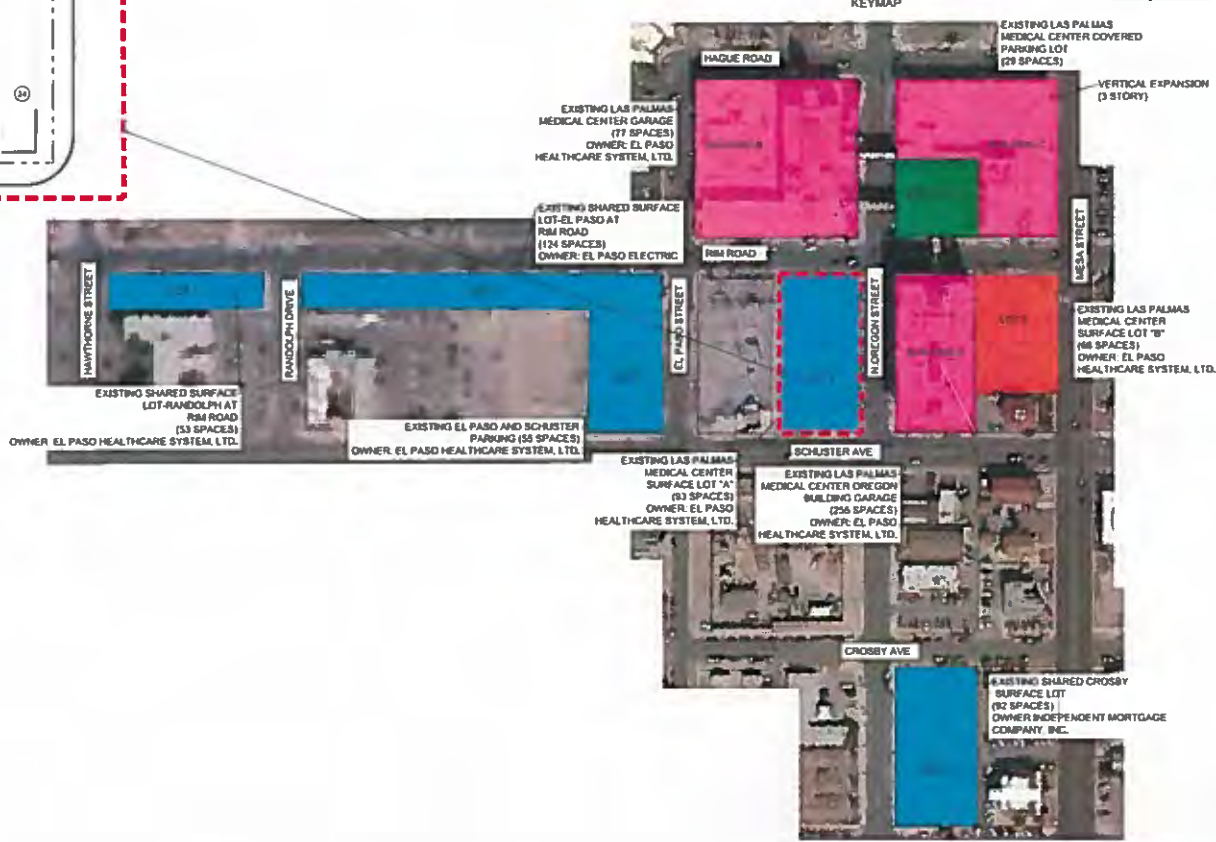 KEYMAP
EXISTING LAS PALMAS
MEDICAL CENTER COVERED
PARKING LOT
(29 SPACES)
HAGUE ROAD
VERTICAL EXPANSION
(3 STORY)
34
EXISTING LAS PALMAS
MEDICAL CENTER GARAGE
(77 SPACES)
OWNER: EL PASO
HEALTHCARE SYSTEM, LTD.
EXISTING SHARED SURFACE
LOT-EL PASO AT
RIM ROAD
(124 SPACES)
OWNER: EL PASO ELECTRIC
RIM ROAD
MESA STREET
HAWTHORNE STREET
RANDOLPH DRIVE
EL PASO STREET
N.OREGON STREET
EXISTING LAS PALMAS
MEDICAL CENTER
SURFACE LOT "B"
OWNER: EL PASO
HEALTHCARE SYSTEM, LTD.
EXISTING SHARED SURFACE
LOT-RANDOLPH AT
RIM ROAD
(53 SPACES)
OWNER: EL PASO HEALTHCARE SYSTEM, LTD.
EXISTING EL PASO AND SCHUSTER
PARKING (55 SPACES)
OWNER: EL PASO HEALTHCARE SYSTEM, LTD.
SCHUSTER AVE
EXISTING LAS PALMAS
MEDICAL CENTER
SURFACE LOT "A"
(93 SPACES)
OWNER: EL PASO
HEALTHCARE SYSTEM, LTD.
EXISTING LAS PALMAS
MEDICAL CENTER OREGON
BUILDING GARAGE
(256 SPACES)
OWNER: EL PASO
HEALTHCARE SYSTEM, LTD.
CROSBY AVE
EXISTING SHARED CROSBY
SURFACE LOT
(92 SPACES)
OWNER INDEPENDENT MORTGAGE
COMPANY, INC.